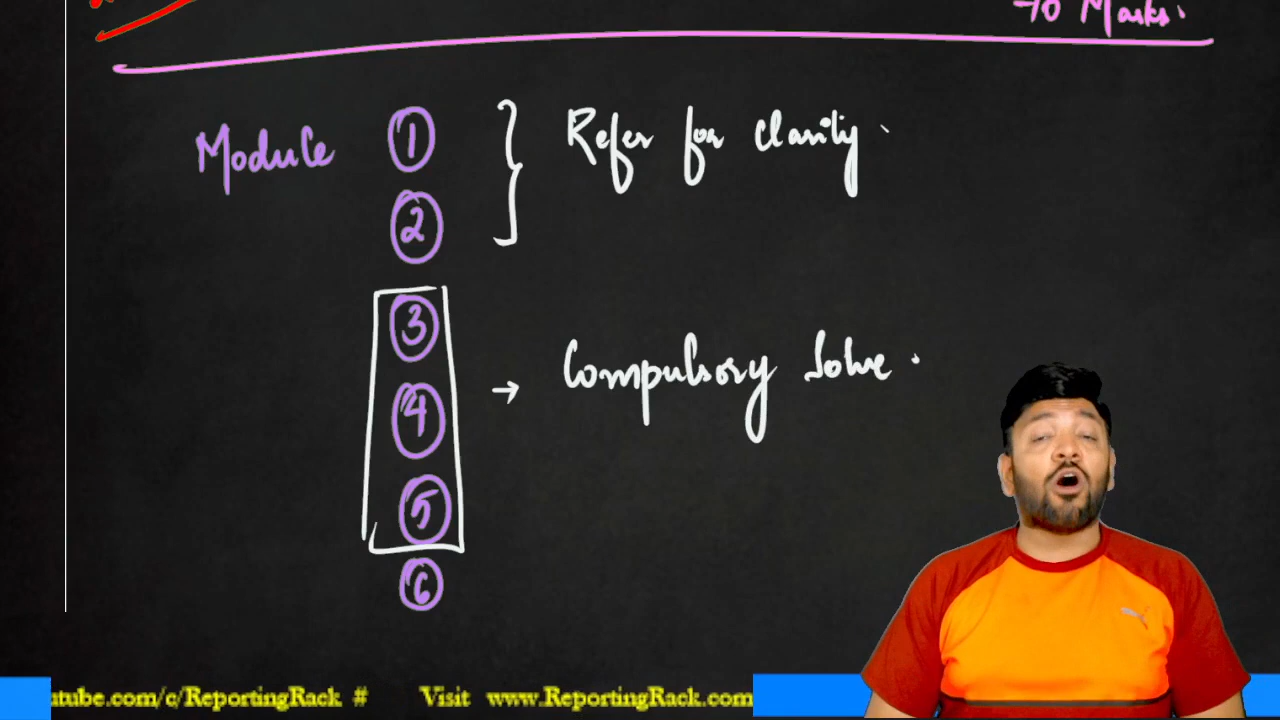 -10 Marks.
Module 1 Refer for clarity.
2
3
4 Compulsory Solve.
5
6
utube.com/c/ReportingRack # Visit www.ReportingRack.com